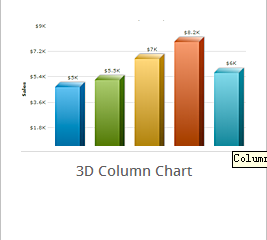 $9K
$8.2K
$7.2K
$7K
$6K
$5.4K
$5.5K
$5K
$3.6K
$1.8K
Sales
Column
3D Column Chart